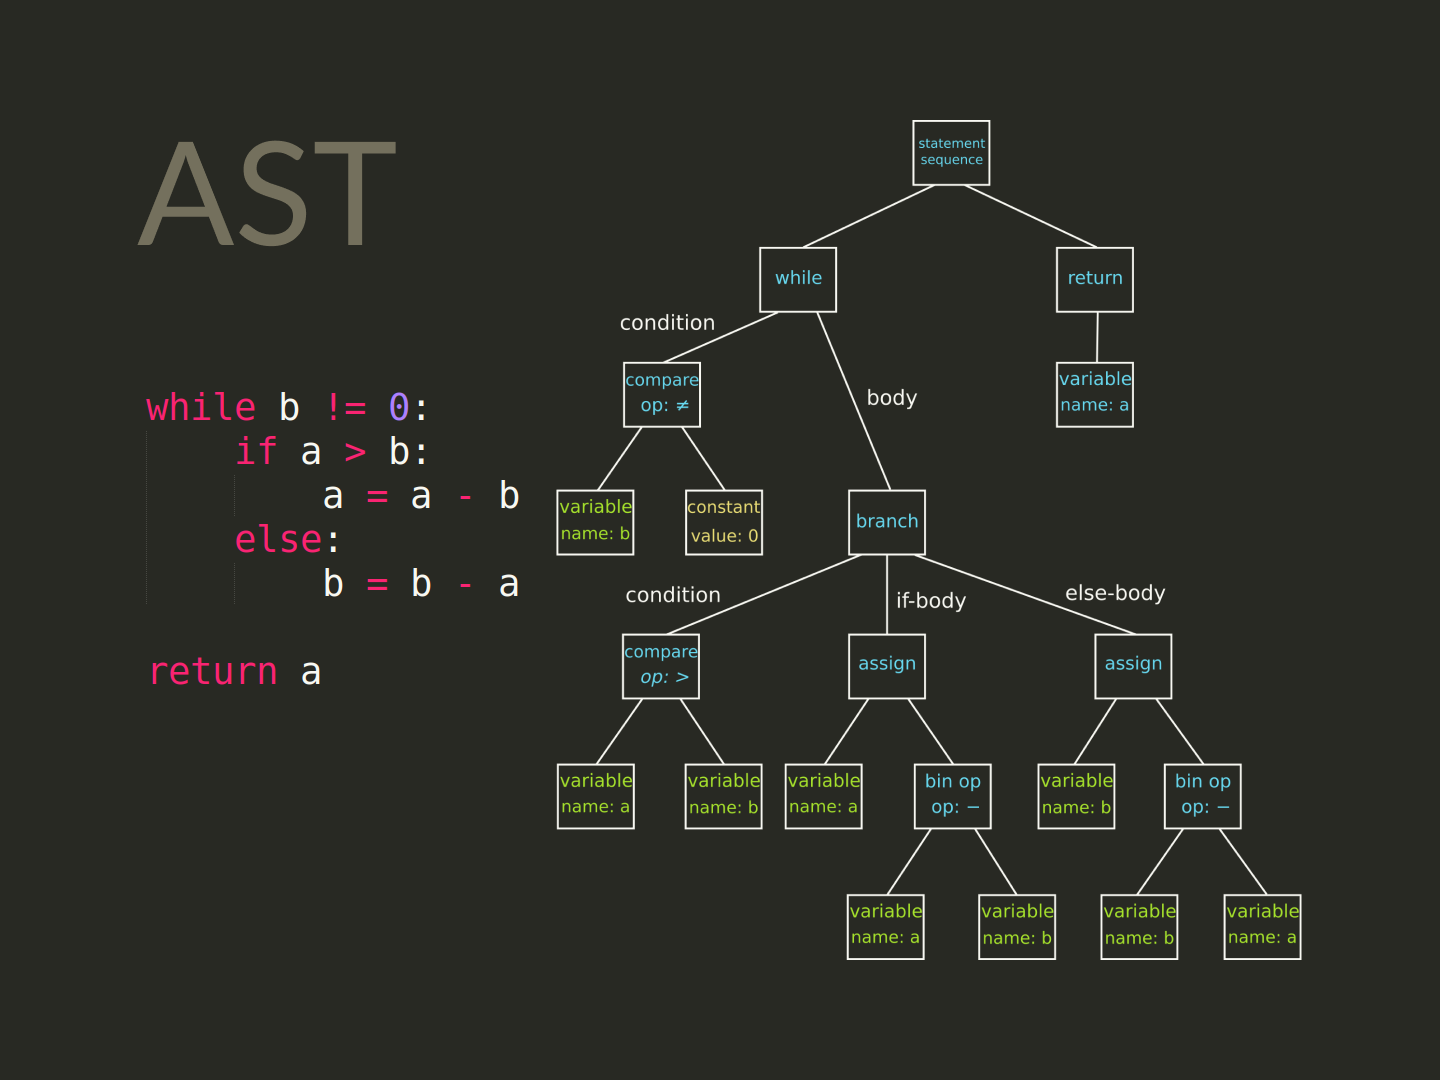 AST
while b != 0:
    if a > b:
        a = a - b
    else:
        b = b - a
return a
statement
sequence
while
return
condition
body
compare
op: ≠
variable
name: a
variable
name: b
constant
value: 0
branch
condition
if-body
else-body
compare
op: >
assign
assign
variable
name: a
variable
name: b
variable
name: a
bin op
op: −
variable
name: b
bin op
op: −
variable
name: a
variable
name: b
variable
name: b
variable
name: a